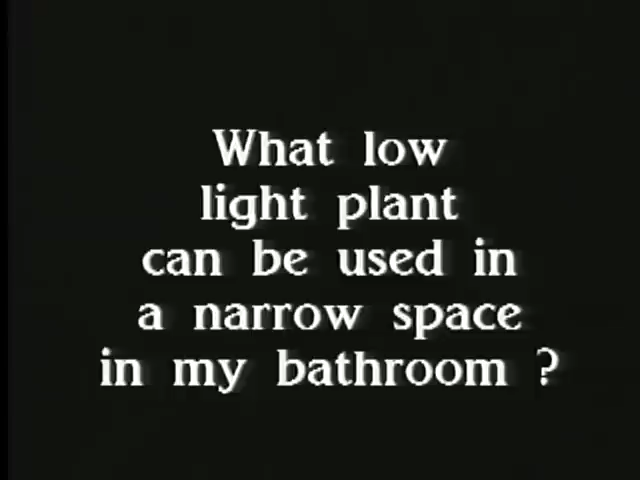 What low
light plant
can be used in
a narrow space
in my bathroom ?